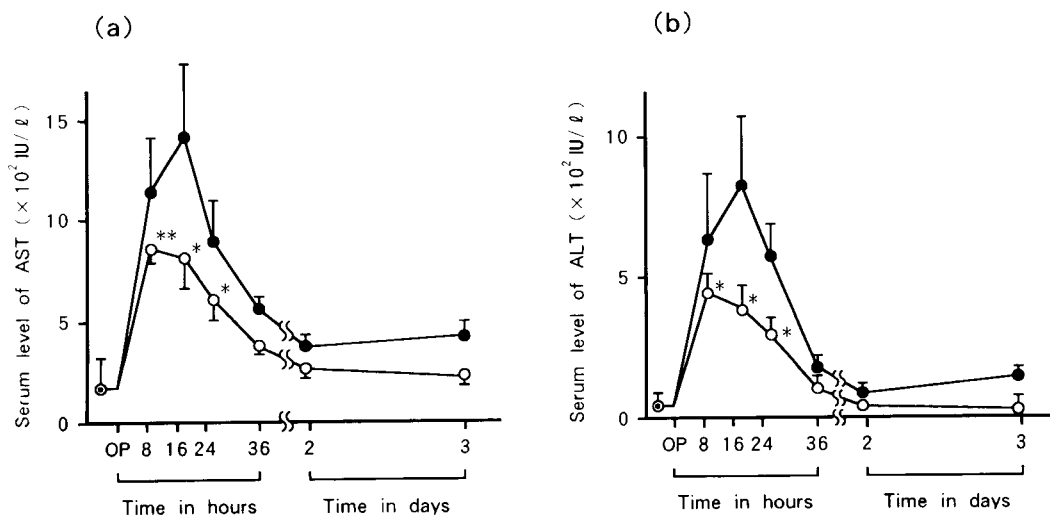 (a)
Serum level of AST (×10² IU/ℓ)
15
10
5
0
**
*
*
OP 8 16 24 36 2 3
Time in hours Time in days
(b)
Serum level of ALT (×10² IU/ℓ)
10
5
0
*
*
*
OP 8 16 24 36 2 3
Time in hours Time in days